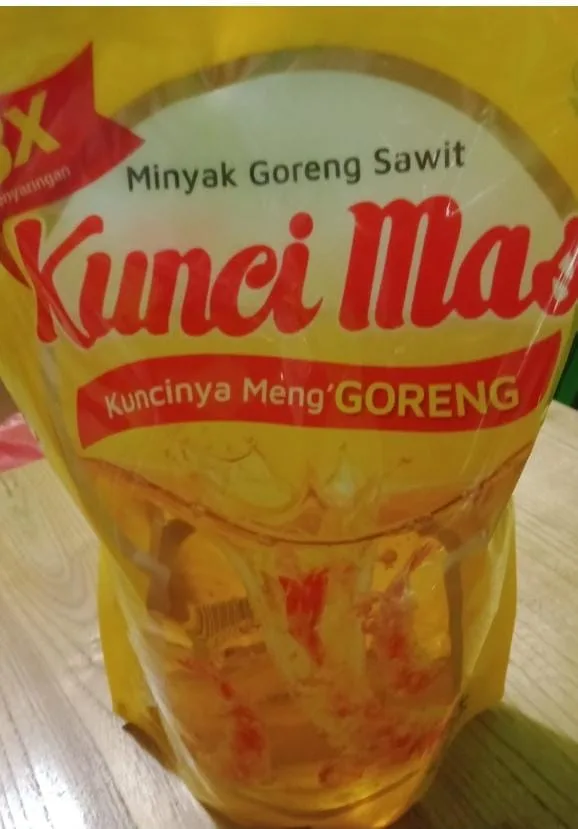 Minyak Goreng Sawit
Kunci Mas
Kuncinya Meng'GORENG